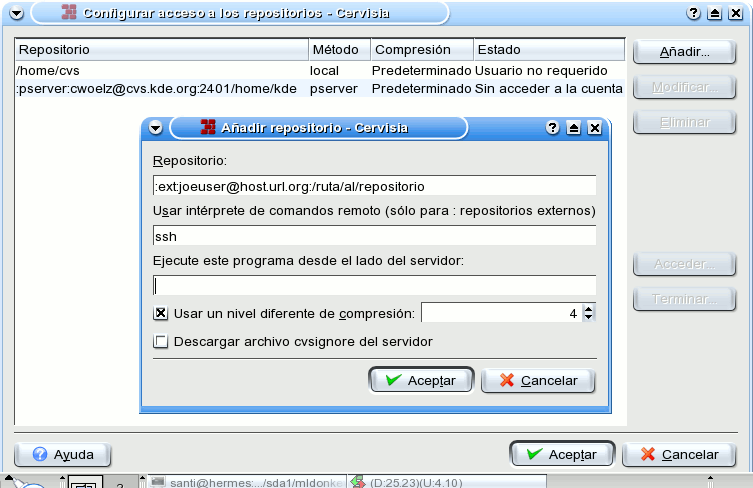 Configurar acceso a los repositorios - Cervisia
Repositorio Método Compresión Estado
/home/cvs local Predeterminado Usuario no requerido
:pserver:cwoelz@cvs.kde.org:2401/home/kde pserver Predeterminado Sin acceder a la cuenta
Añadir...
Modificar...
Eliminar
Acceder...
Terminar...
Añadir repositorio - Cervisia
Repositorio:
:ext:joeuser@host.url.org:/ruta/al/repositorio
Usar intérprete de comandos remoto (sólo para : repositorios externos)
ssh
Ejecute este programa desde el lado del servidor:
Usar un nivel diferente de compresión: 4
Descargar archivo cvsignore del servidor
Aceptar Cancelar
Ayuda Aceptar Cancelar
santi@hermes:.../sda1/mldonke (D:25.23)(U:4.10)